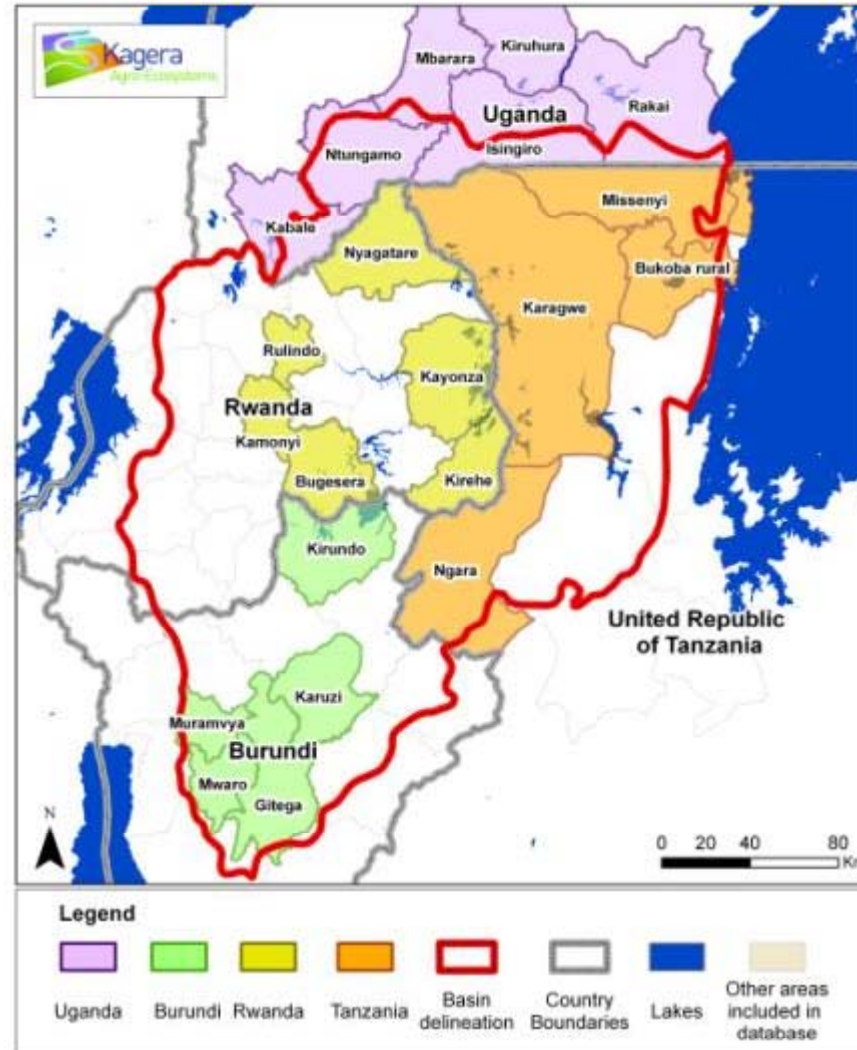 Kagera
Agro-Ecosystems
Mbarara
Kiruhura
Uganda
Rakai
Ntungamo
Isingiro
Kabale
Missenyi
Nyagatare
Bukoba rural
Karagwe
Rulindo
Kayonza
Rwanda
Kamonyi
Bugesera
Kirehe
Kirundo
Ngara
United Republic
of Tanzania
Karuzi
Muramvya
Burundi
Mwaro
Gitega
N
0 20 40 80
Km
Legend
Uganda
Burundi
Rwanda
Tanzania
Basin
delineation
Country
Boundaries
Lakes
Other areas
included in
database